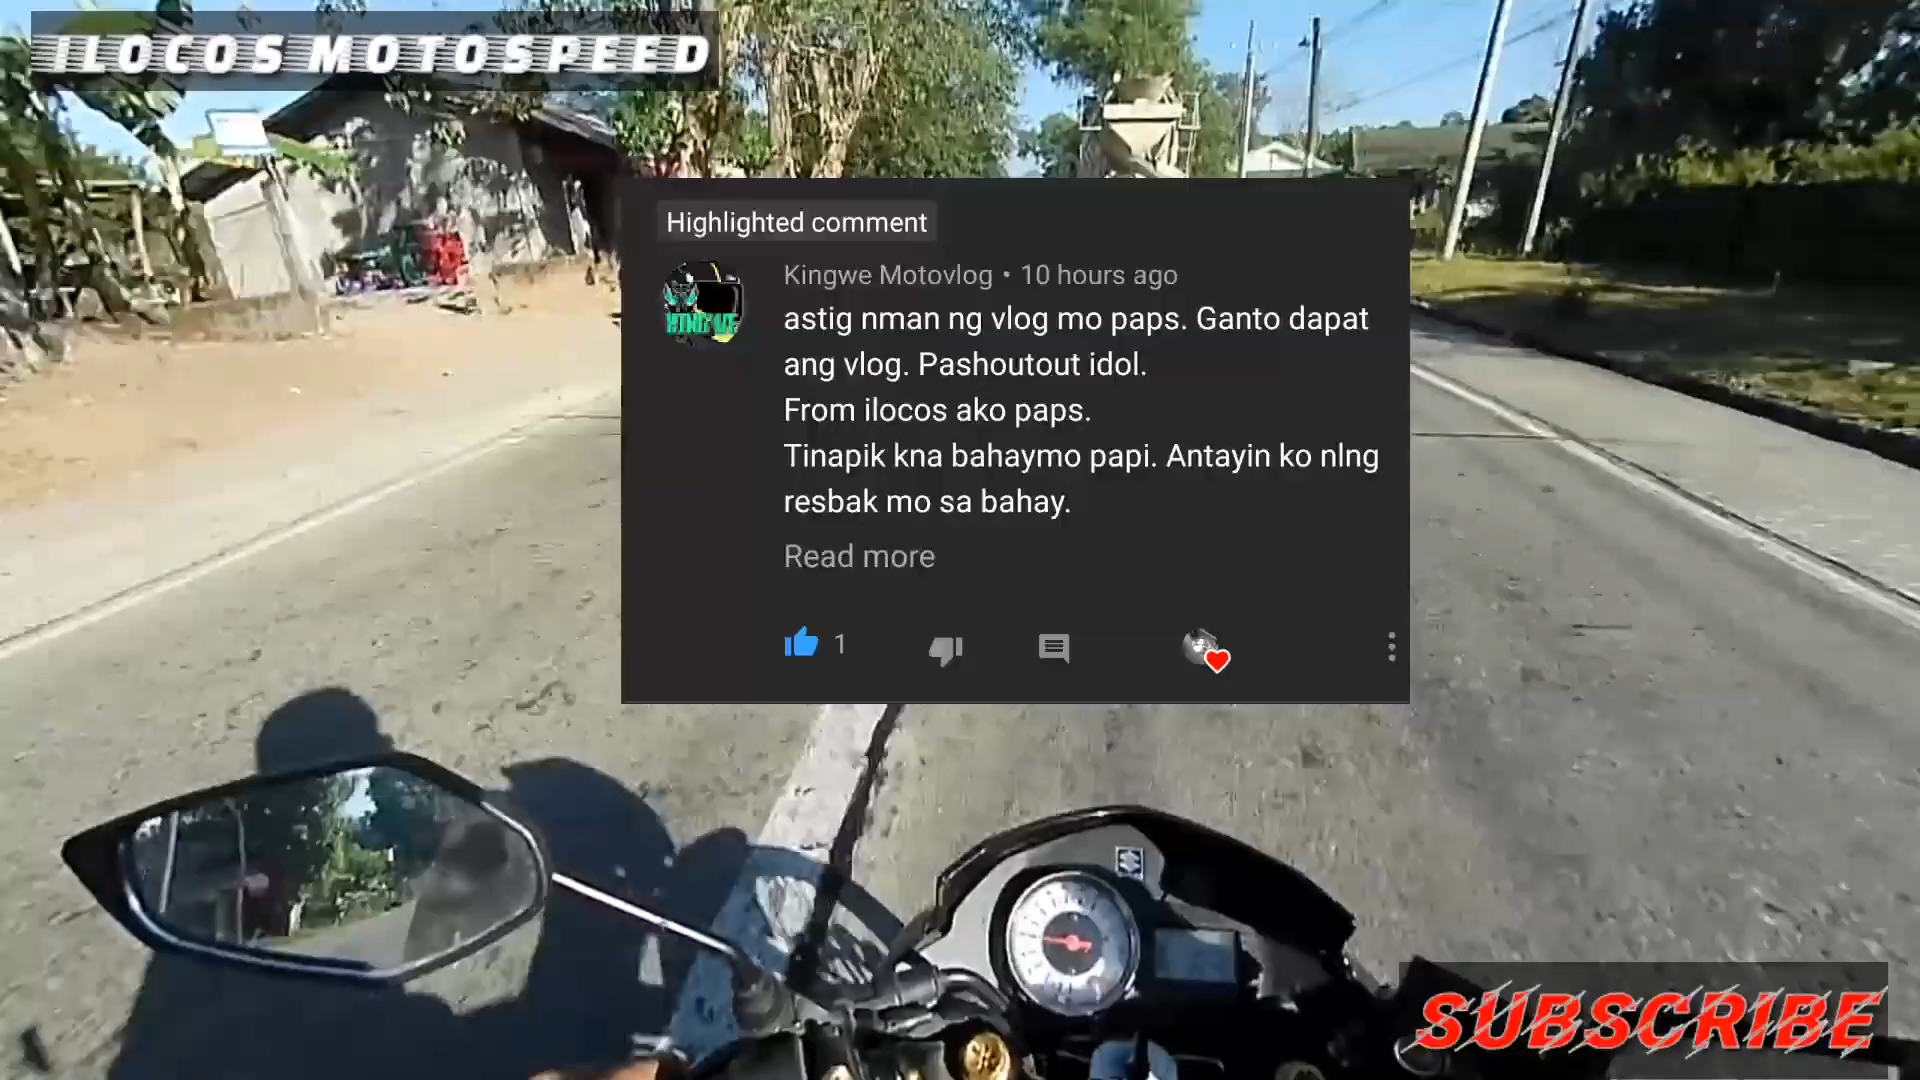 ILOCOS MOTOSPEED
Highlighted comment
KINGWE
Kingwe Motovlog • 10 hours ago
astig nman ng vlog mo paps. Ganto dapat
ang vlog. Pashoutout idol.
From ilocos ako paps.
Tinapik kna bahaymo papi. Antayin ko nlng
resbak mo sa bahay.
Read more
1
SUBSCRIBE